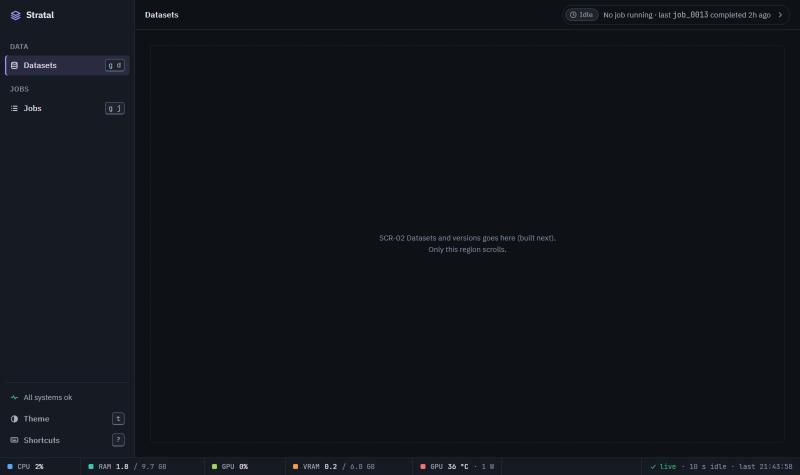 Stratal
Datasets
Idle
No job running · last job_0013 completed 2h ago
DATA
Datasets
g d
JOBS
Jobs
g j
SCR-02 Datasets and versions goes here (built next).
Only this region scrolls.
All systems ok
Theme
t
Shortcuts
?
CPU 2%
RAM 1.8 / 9.7 GB
GPU 0%
VRAM 0.2 / 6.0 GB
GPU 36 °C · 1 W
live · 10 s idle · last 21:43:58